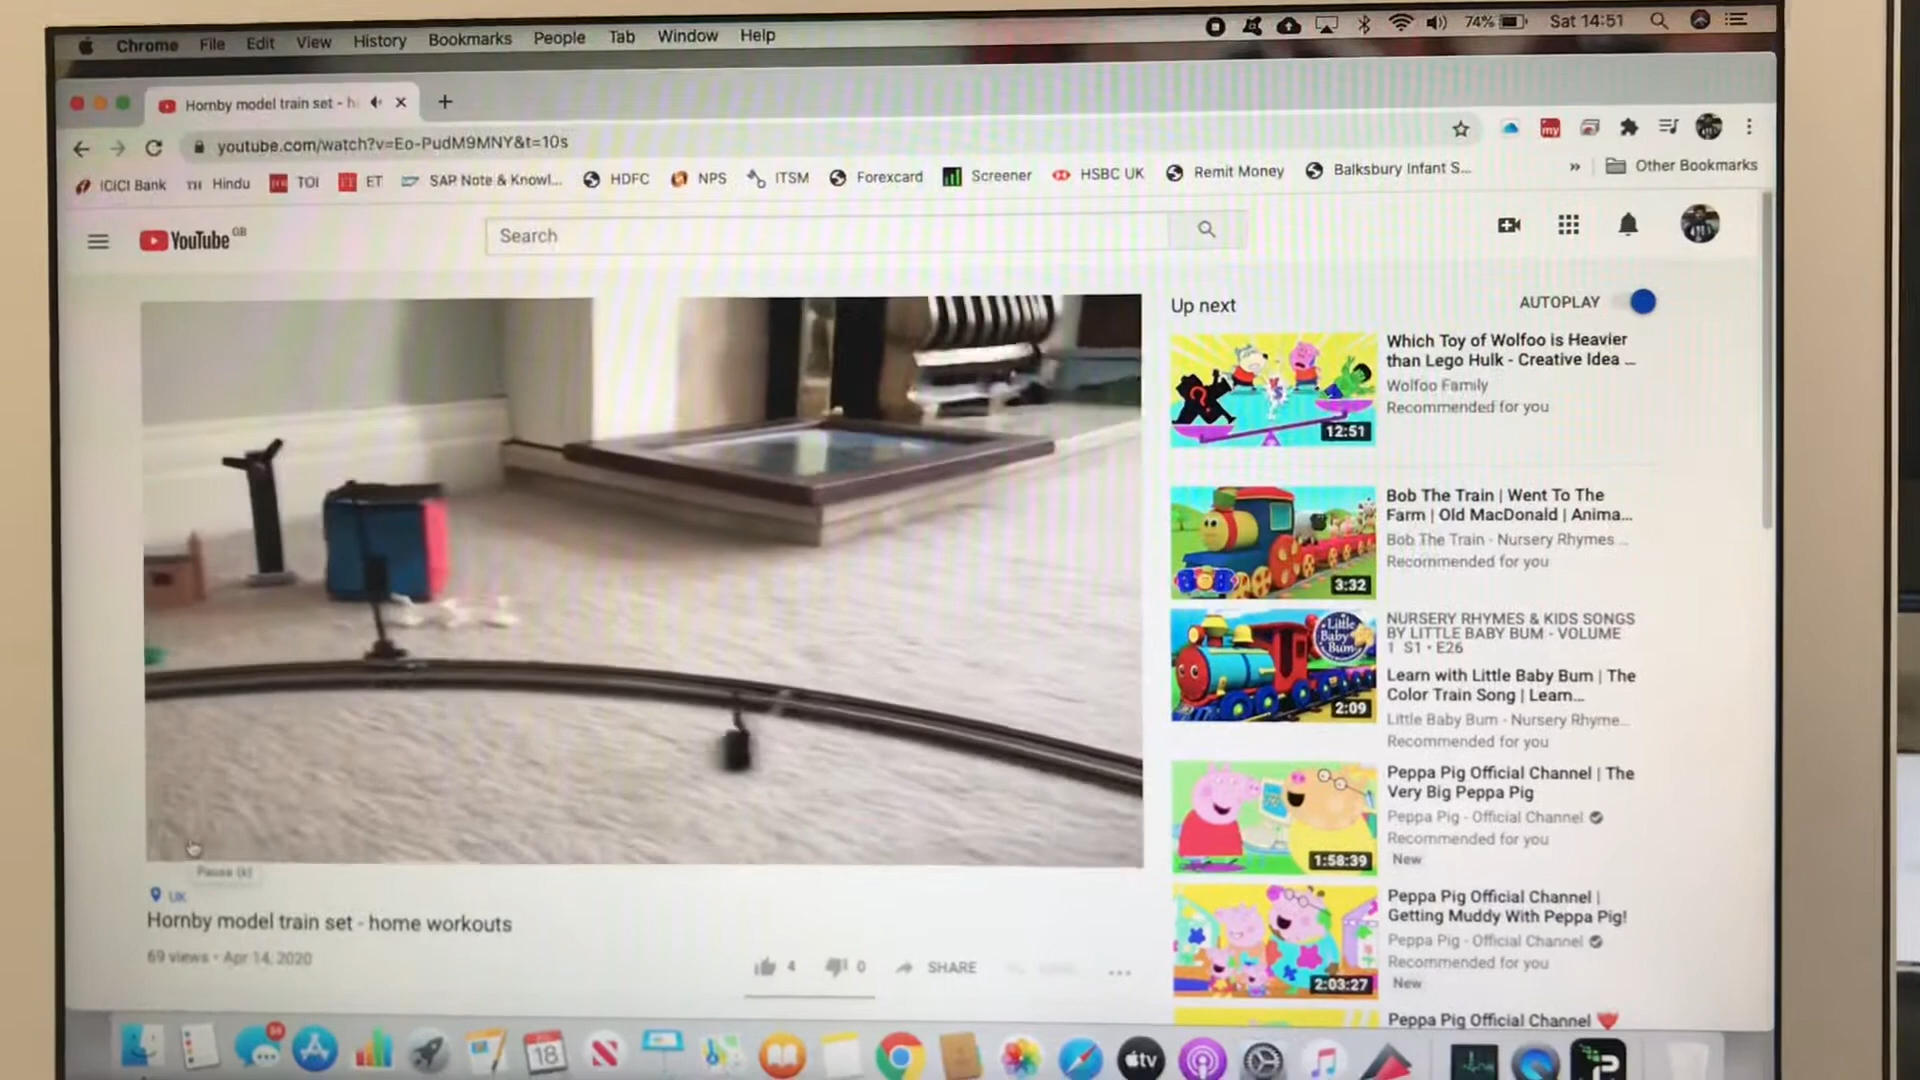 Chrome File Edit View History Bookmarks People Tab Window Help 74% Sat 14:51
Hornby model train set - h
youtube.com/watch?v=Eo-PudM9MNY&t=10s
ICICI Bank TH Hindu TOI ET SAP Note & Knowl... HDFC NPS ITSM Forexcard Screener HSBC UK Remit Money Balksbury Infant S... » Other Bookmarks
YouTube GB
Search
Up next
AUTOPLAY
Which Toy of Wolfoo is Heavier
than Lego Hulk - Creative Idea ...
Wolfoo Family
Recommended for you
12:51
Bob The Train | Went To The
Farm | Old MacDonald | Anima...
Bob The Train - Nursery Rhymes ...
Recommended for you
BOB
3:32
NURSERY RHYMES & KIDS SONGS
BY LITTLE BABY BUM - VOLUME
1 S1 • E26
Learn with Little Baby Bum | The
Color Train Song | Learn...
Little Baby Bum - Nursery Rhyme...
Recommended for you
Little
Baby
Bum
2:09
Peppa Pig Official Channel | The
Very Big Peppa Pig
Peppa Pig - Official Channel
Recommended for you
New
1:58:39
Peppa Pig Official Channel |
Getting Muddy With Peppa Pig!
Peppa Pig - Official Channel
Recommended for you
New
2:03:27
Peppa Pig Official Channel
Pause (k)
UK
Hornby model train set - home workouts
69 views • Apr 14, 2020
4 0 SHARE
18
tv